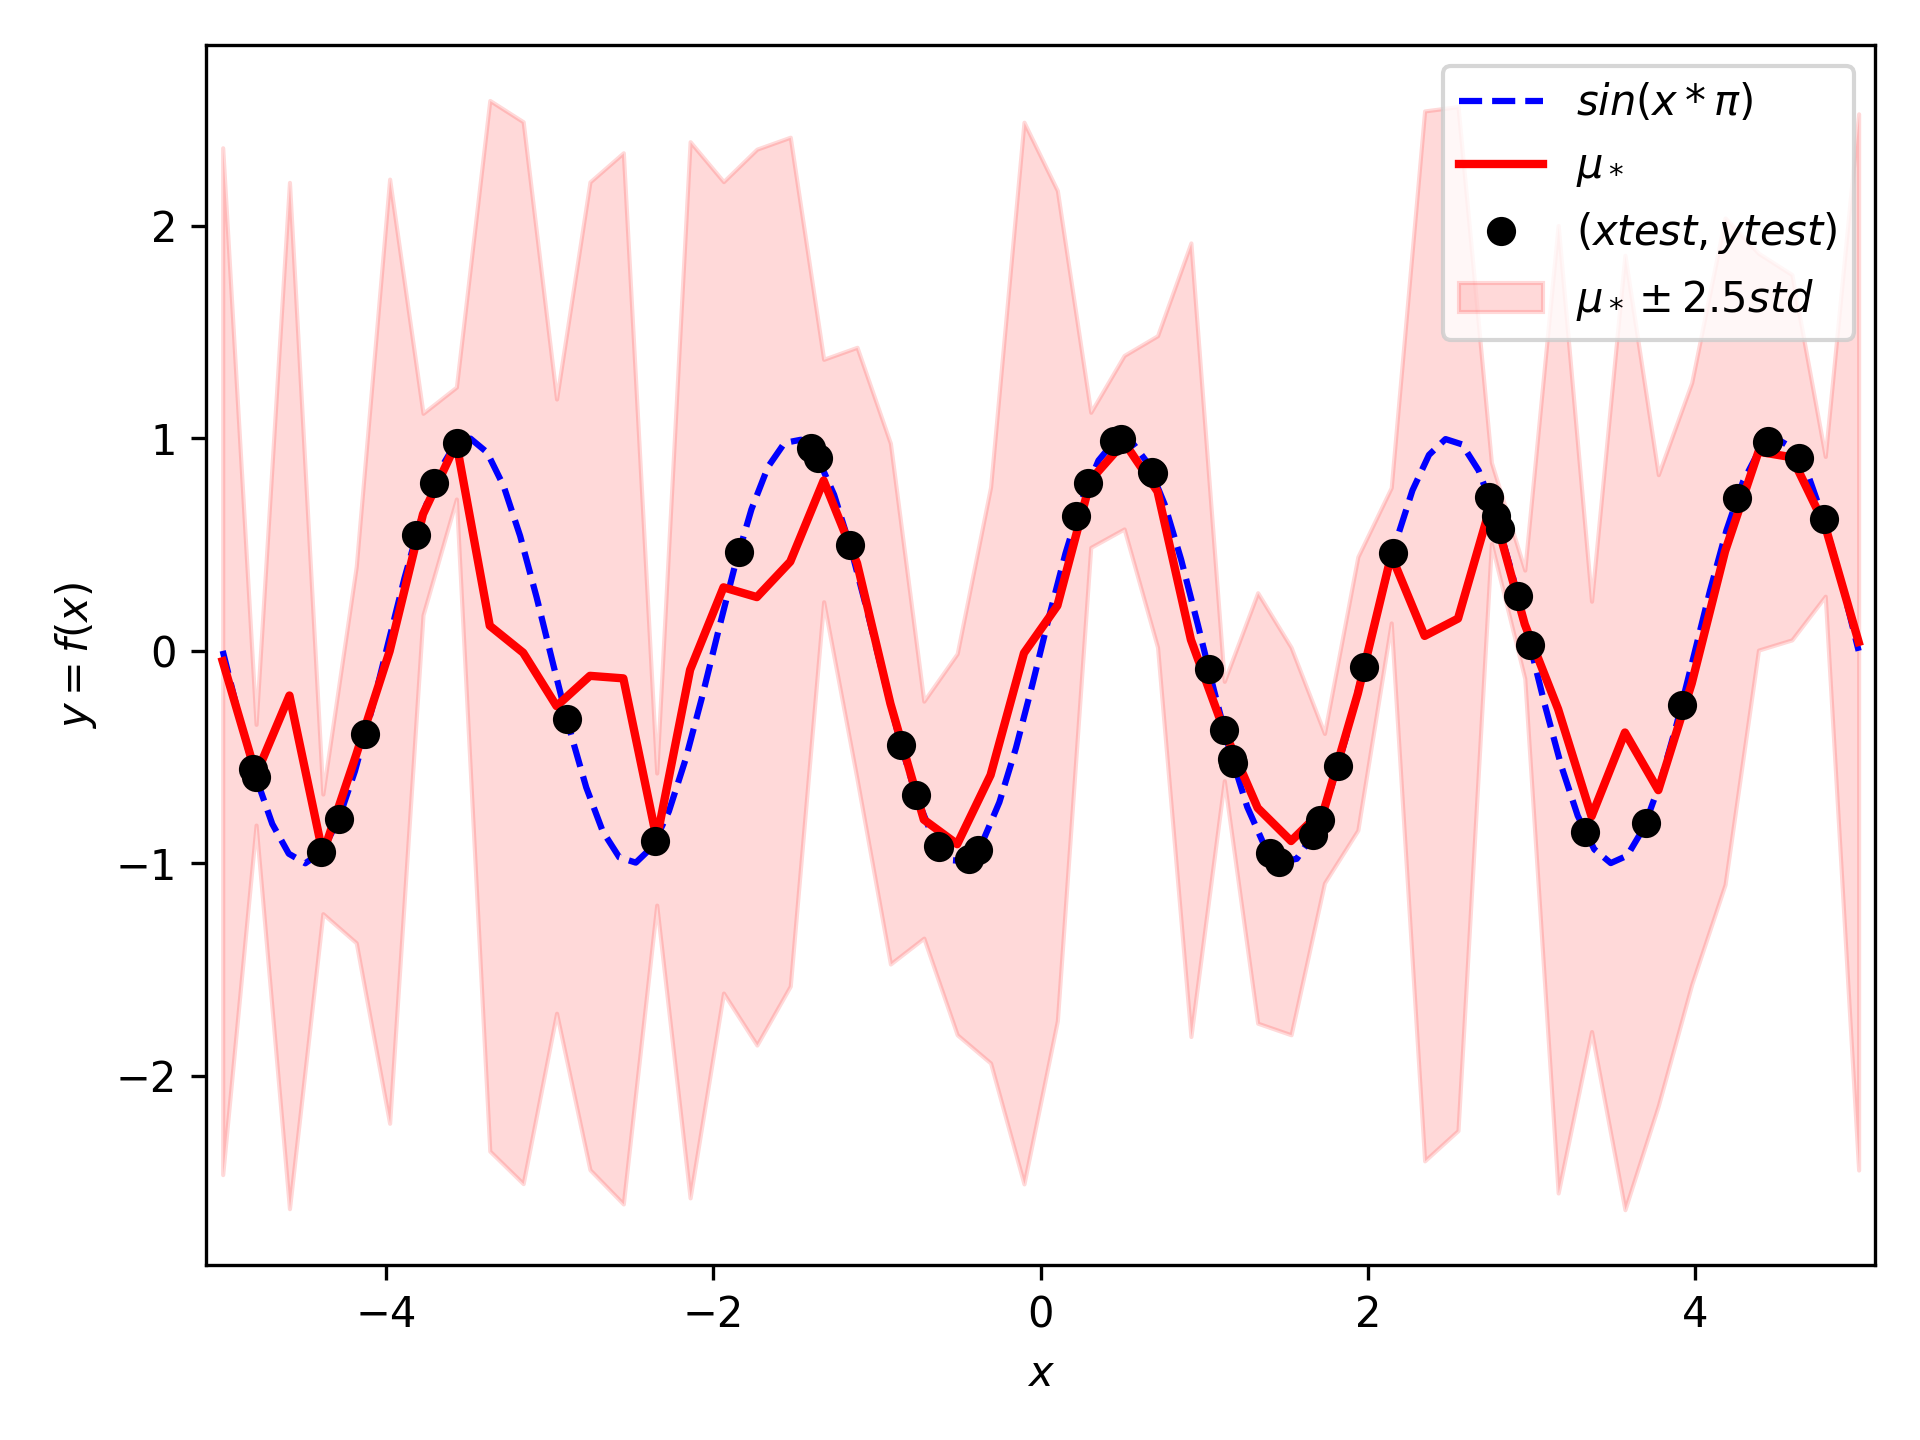 sin(x * π)
μ*
(xtest, ytest)
μ* ± 2.5std
y = f(x)
2
1
0
−1
−2
−4
−2
0
2
4
x